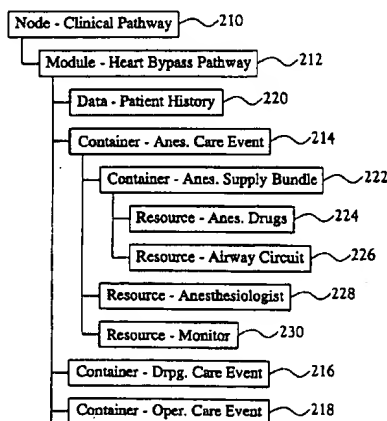 Node - Clinical Pathway 210
Module - Heart Bypass Pathway 212
Data - Patient History 220
Container - Anes. Care Event 214
Container - Anes. Supply Bundle 222
Resource - Anes. Drugs 224
Resource - Airway Circuit 226
Resource - Anesthesiologist 228
Resource - Monitor 230
Container - Drpg. Care Event 216
Container - Oper. Care Event 218